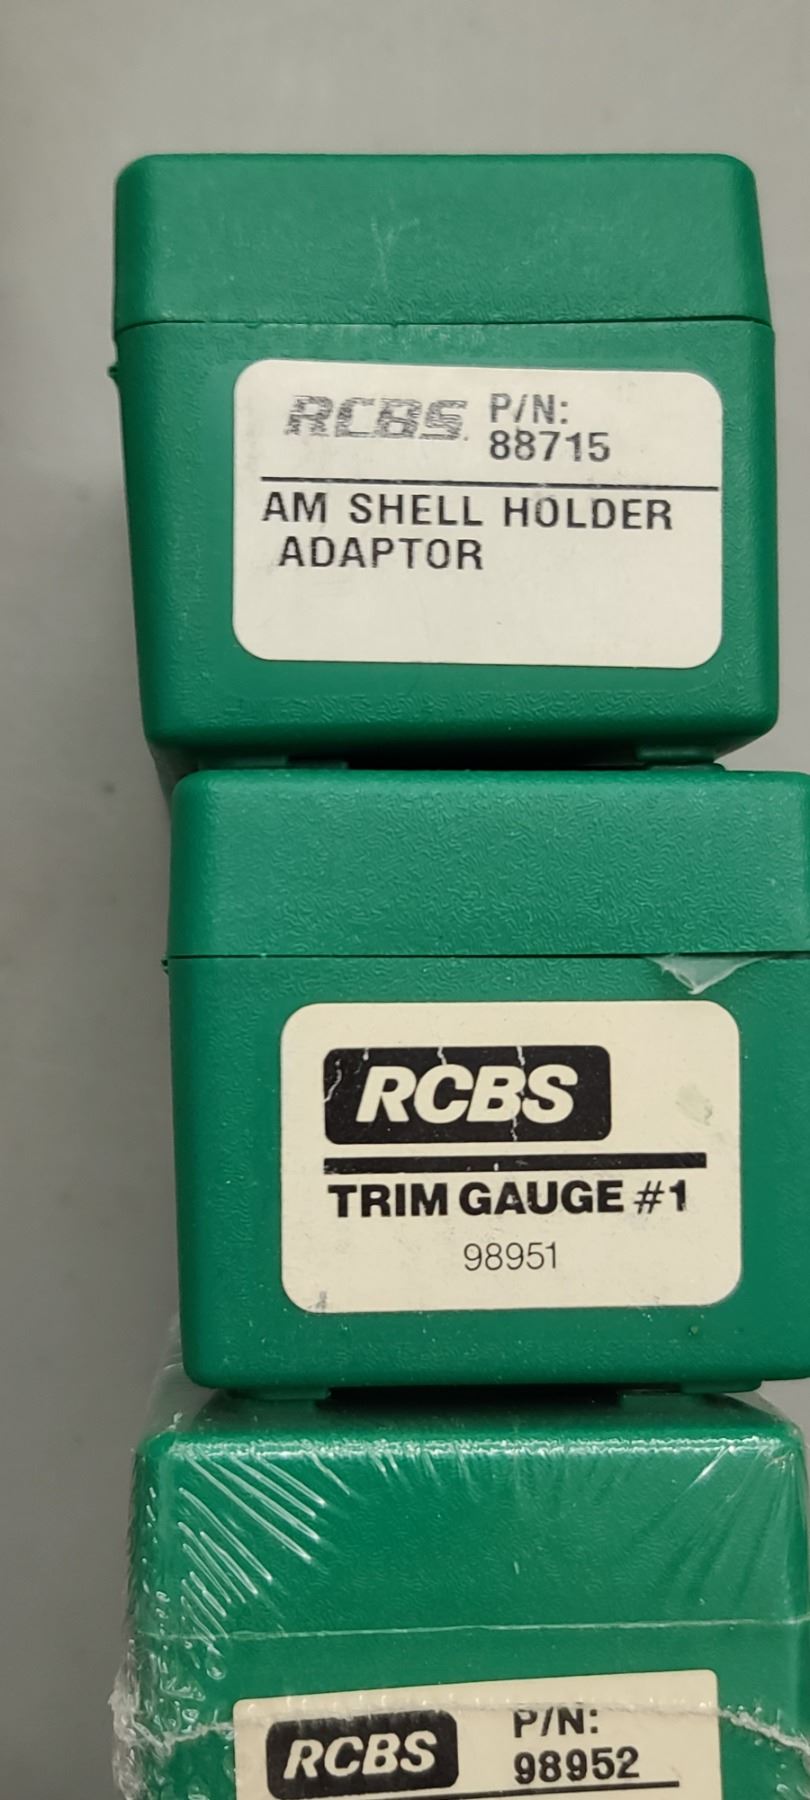 RCBS. P/N:
88715
AM SHELL HOLDER
ADAPTOR
RCBS
TRIM GAUGE #1
98951
RCBS P/N:
98952